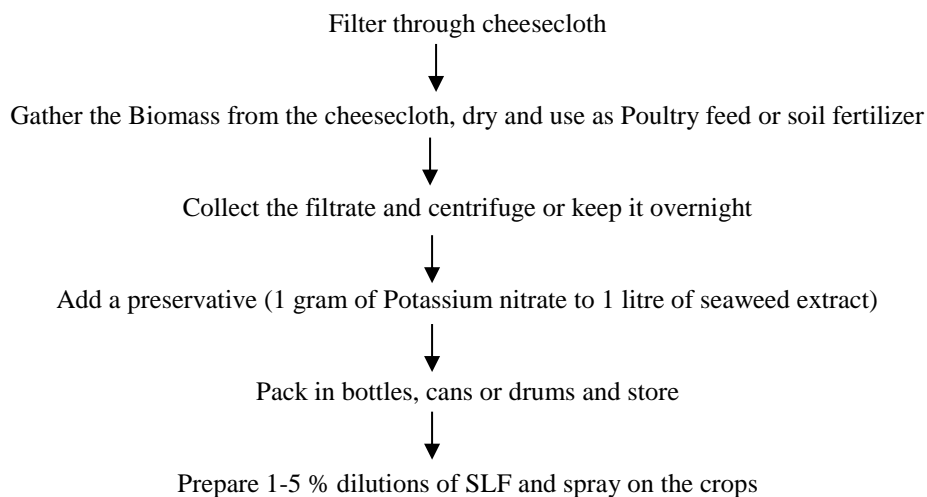 Filter through cheesecloth
Gather the Biomass from the cheesecloth, dry and use as Poultry feed or soil fertilizer
Collect the filtrate and centrifuge or keep it overnight
Add a preservative (1 gram of Potassium nitrate to 1 litre of seaweed extract)
Pack in bottles, cans or drums and store
Prepare 1-5 % dilutions of SLF and spray on the crops